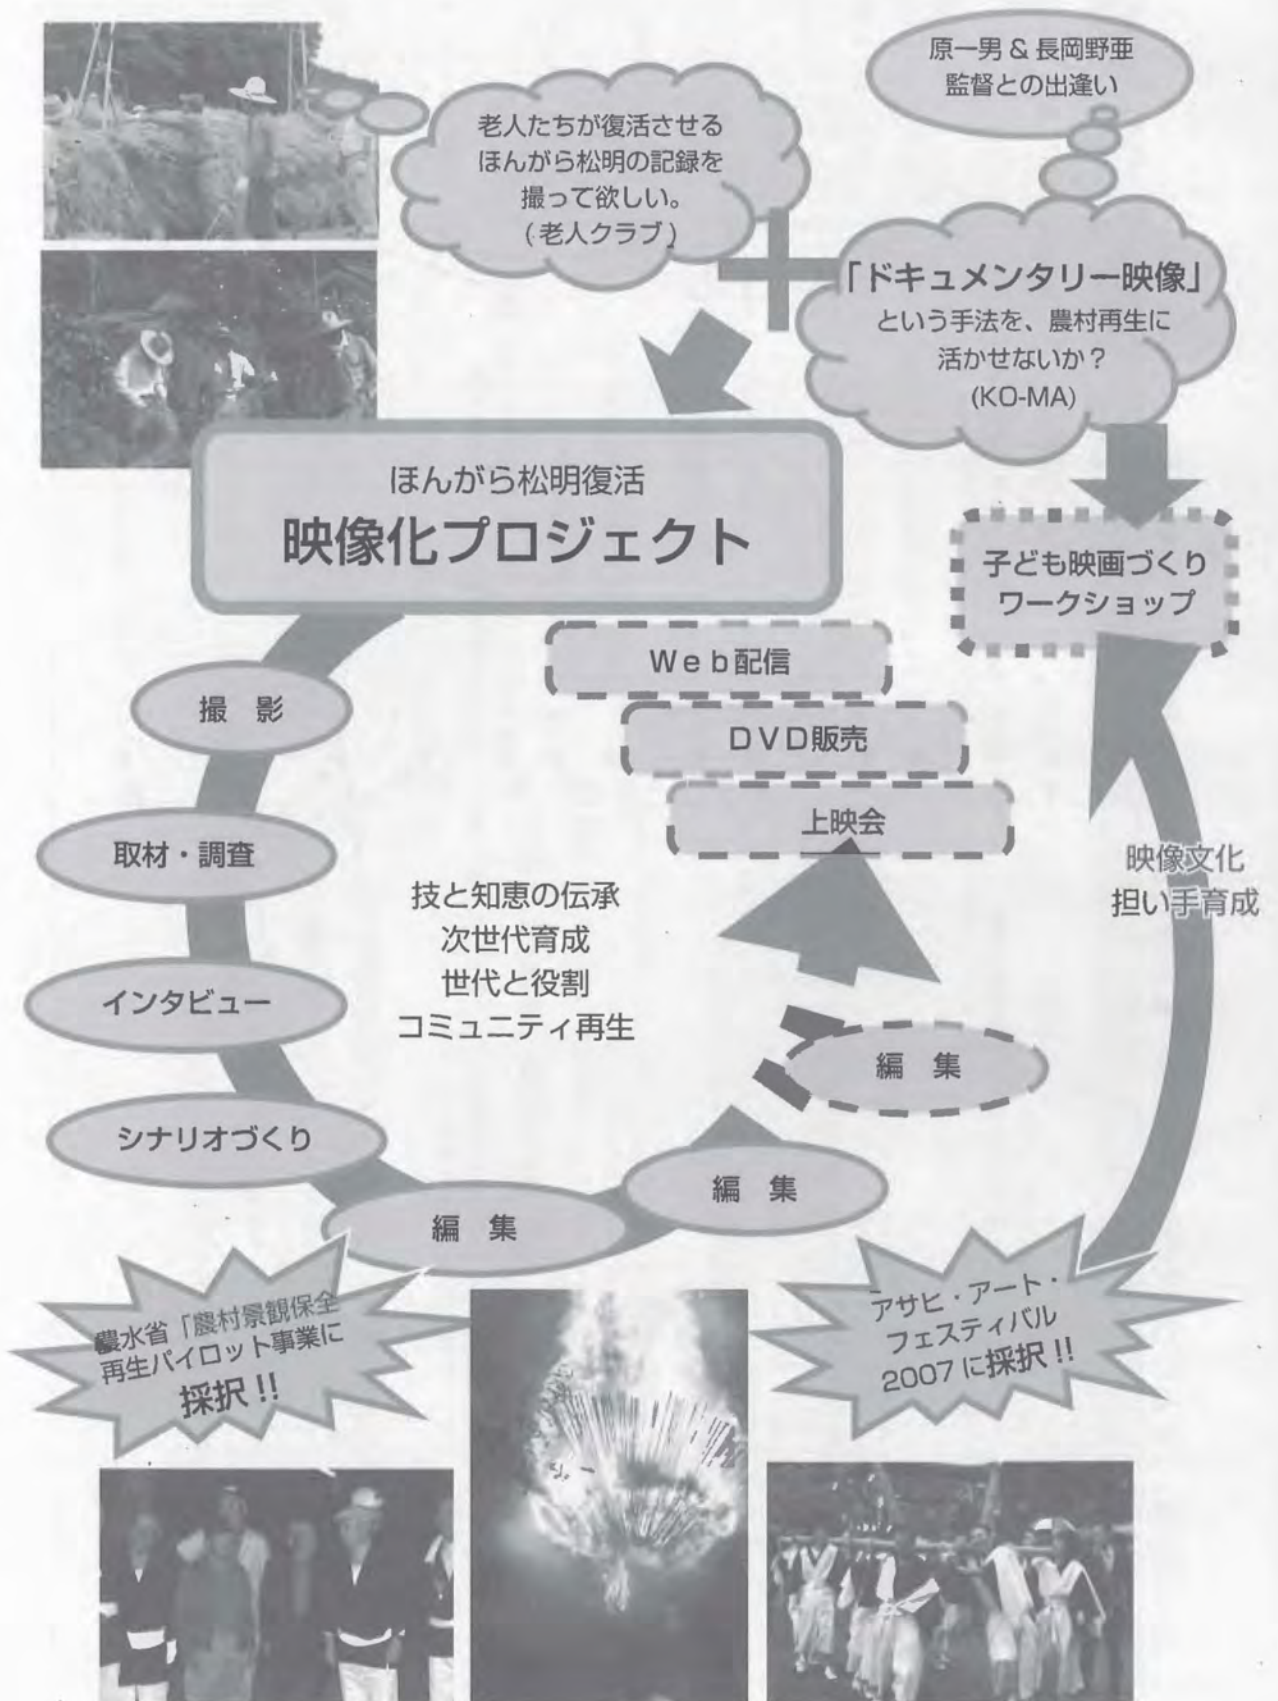 原一男＆長岡野亜
監督との出逢い
老人たちが復活させる
ほんがら松明の記録を
撮って欲しい。
(老人クラブ)
「ドキュメンタリー映像」
という手法を、農村再生に
活かせないか？
(KO-MA)
ほんがら松明復活
映像化プロジェクト
子ども映画づくり
ワークショップ
Ｗｅｂ配信
ＤＶＤ販売
上映会
撮　影
取材・調査
インタビュー
シナリオづくり
編　集
編　集
編　集
技と知恵の伝承
次世代育成
世代と役割
コミュニティ再生
映像文化
担い手育成
農水省「農村景観保全
再生パイロット事業に
採択!!
アサヒ・アート・
フェスティバル
2007に採択!!